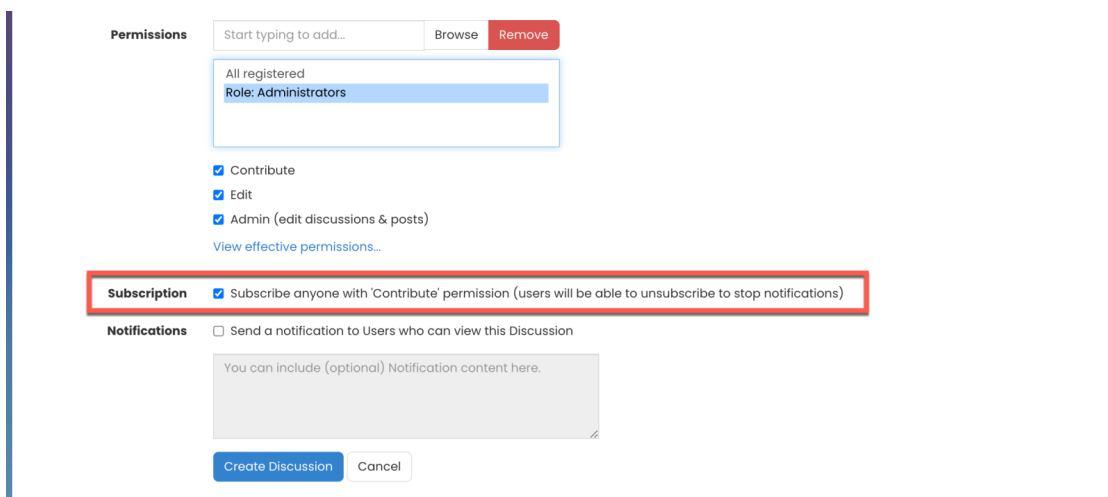 Permissions Start typing to add... Browse Remove
All registered
Role: Administrators
Contribute
Edit
Admin (edit discussions & posts)
View effective permissions...
Subscription Subscribe anyone with 'Contribute' permission (users will be able to unsubscribe to stop notifications)
Notifications Send a notification to Users who can view this Discussion
You can include (optional) Notification content here.
Create Discussion Cancel